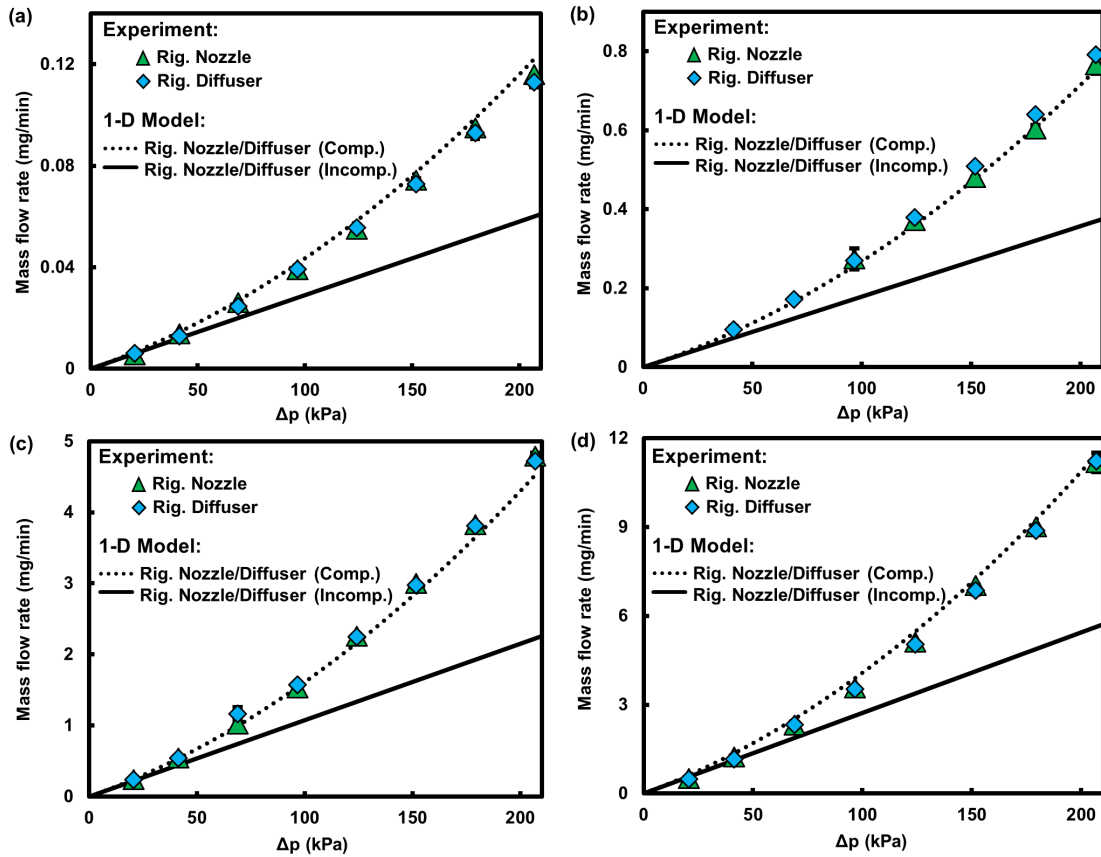 (a)
Experiment:
Rig. Nozzle
Rig. Diffuser
1-D Model:
Rig. Nozzle/Diffuser (Comp.)
Rig. Nozzle/Diffuser (Incomp.)
Mass flow rate (mg/min)
0.12
0.08
0.04
0
0 50 100 150 200
Δp (kPa)
(b)
Experiment:
Rig. Nozzle
Rig. Diffuser
1-D Model:
Rig. Nozzle/Diffuser (Comp.)
Rig. Nozzle/Diffuser (Incomp.)
Mass flow rate (mg/min)
0.8
0.6
0.4
0.2
0
0 50 100 150 200
Δp (kPa)
(c)
Experiment:
Rig. Nozzle
Rig. Diffuser
1-D Model:
Rig. Nozzle/Diffuser (Comp.)
Rig. Nozzle/Diffuser (Incomp.)
Mass flow rate (mg/min)
5
4
3
2
1
0
0 50 100 150 200
Δp (kPa)
(d)
Experiment:
Rig. Nozzle
Rig. Diffuser
1-D Model:
Rig. Nozzle/Diffuser (Comp.)
Rig. Nozzle/Diffuser (Incomp.)
Mass flow rate (mg/min)
12
9
6
3
0
0 50 100 150 200
Δp (kPa)